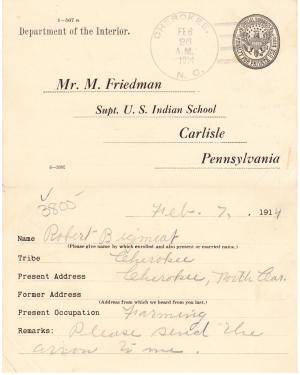 1-567 a
Department of the Interior.
CHEROKEE,
FEB
A.M.
1914
N. C.
Mr. M. Friedman
Supt. U. S. Indian School
Carlisle
Pennsylvania
3805
Feb. 7, 1914
Name Robert Bigmeat
(Please give name by which enrolled and also present or married name.)
Tribe Cherokee
Present Address Cherokee, North Car.
Former Address
(Address from which we heard from you last.)
Present Occupation Farming
Remarks: Please send the
arrow to me.